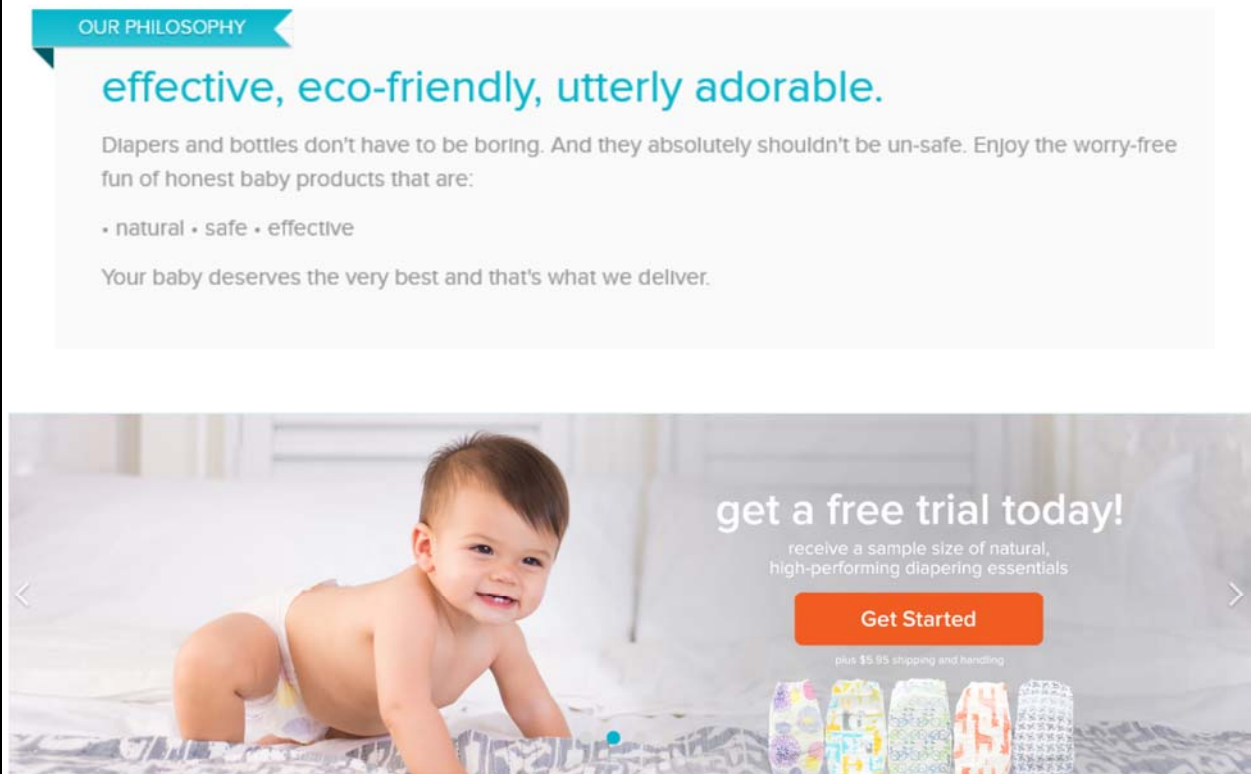 OUR PHILOSOPHY
effective, eco-friendly, utterly adorable.
Diapers and bottles don't have to be boring. And they absolutely shouldn't be un-safe. Enjoy the worry-free
fun of honest baby products that are:
• natural • safe • effective
Your baby deserves the very best and that's what we deliver.
get a free trial today!
receive a sample size of natural,
high-performing diapering essentials
Get Started
plus $5.95 shipping and handling